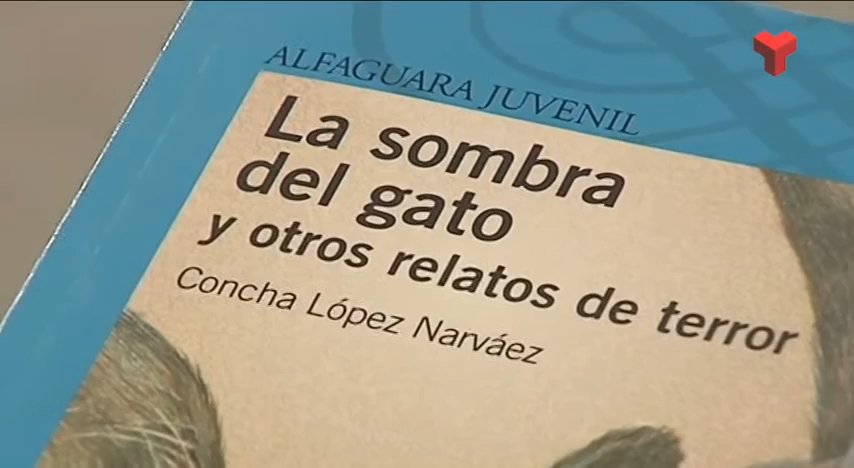 ALFAGUARA JUVENIL
La sombra
del gato
y otros relatos de terror
Concha López Narváez